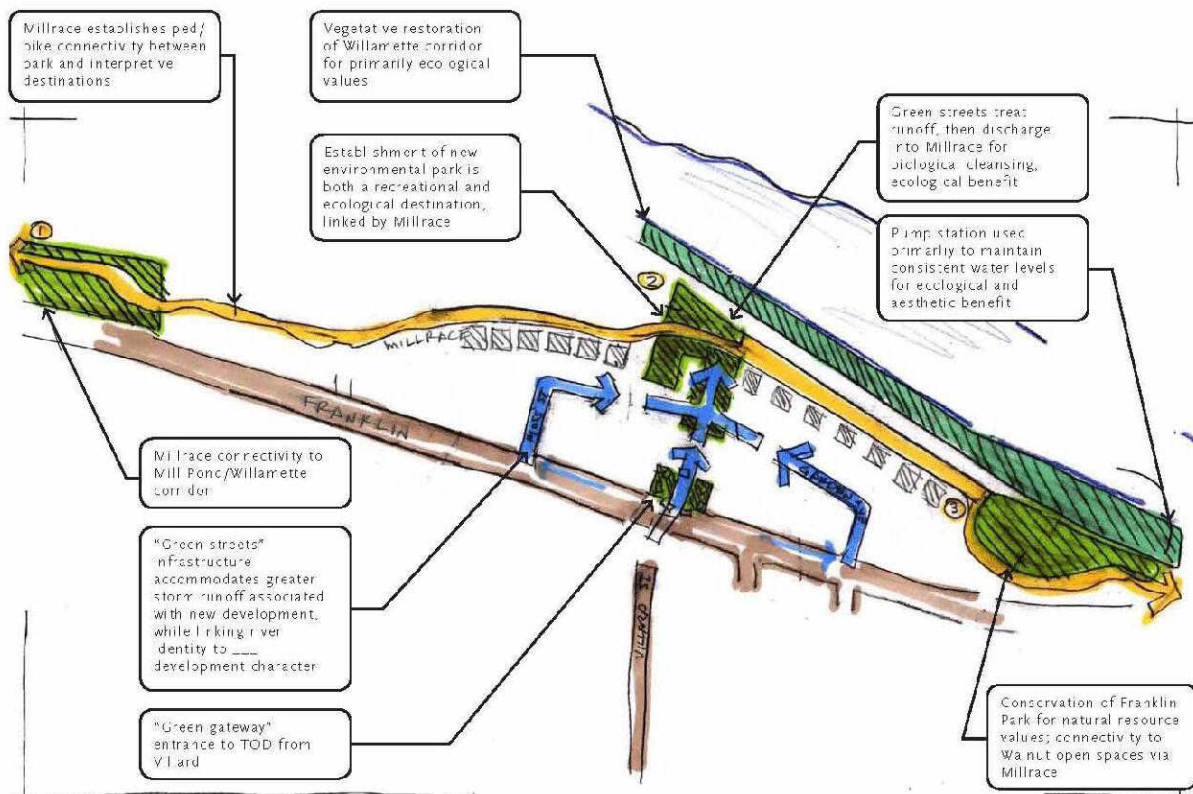 Millrace establishes ped/
bike connectivity between
park and interpretive
destinations
Vegetative restoration
of Willamette corridor
for primarily ecological
values
Establishment of new
environmental park is
both a recreational and
ecological destination,
linked by Millrace
Green streets treat
runoff, then discharge
into Millrace for
biological cleansing,
ecological benefit
Pump station used
primarily to maintain
consistent water levels
for ecological and
aesthetic benefit
1
2
MILLRACE
FRANKLIN
3
VILLARD ST
Millrace connectivity to
Mill Pond/Willamette
corridor
"Green streets"
infrastructure
accommodates greater
storm runoff associated
with new development,
while linking river
identity to ___
development character
"Green gateway"
entrance to TOD from
Villard
Conservation of Franklin
Park for natural resource
values; connectivity to
Walnut open spaces via
Millrace